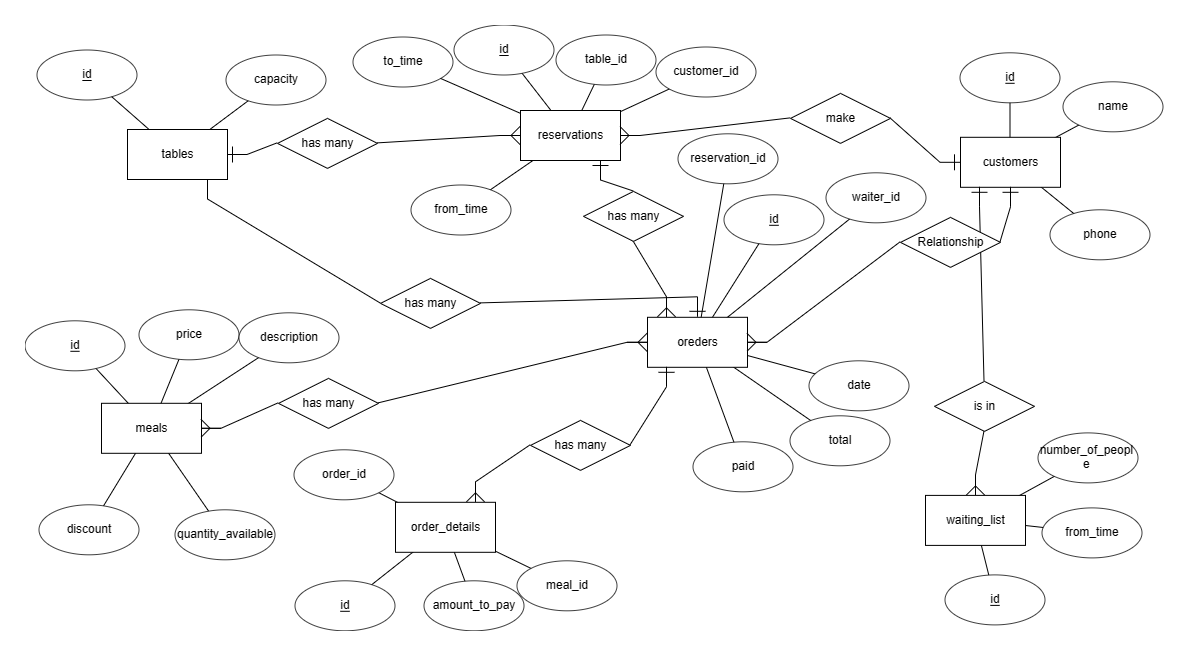 id
to_time
table_id
customer_id
id
capacity
id
name
reservations
make
tables
has many
customers
reservation_id
waiter_id
from_time
has many
id
phone
Relationship
has many
id
price
description
oreders
date
has many
meals
is in
total
has many
number_of_peopl
e
paid
order_id
discount
quantity_available
order_details
waiting_list
from_time
id
amount_to_pay
meal_id
id